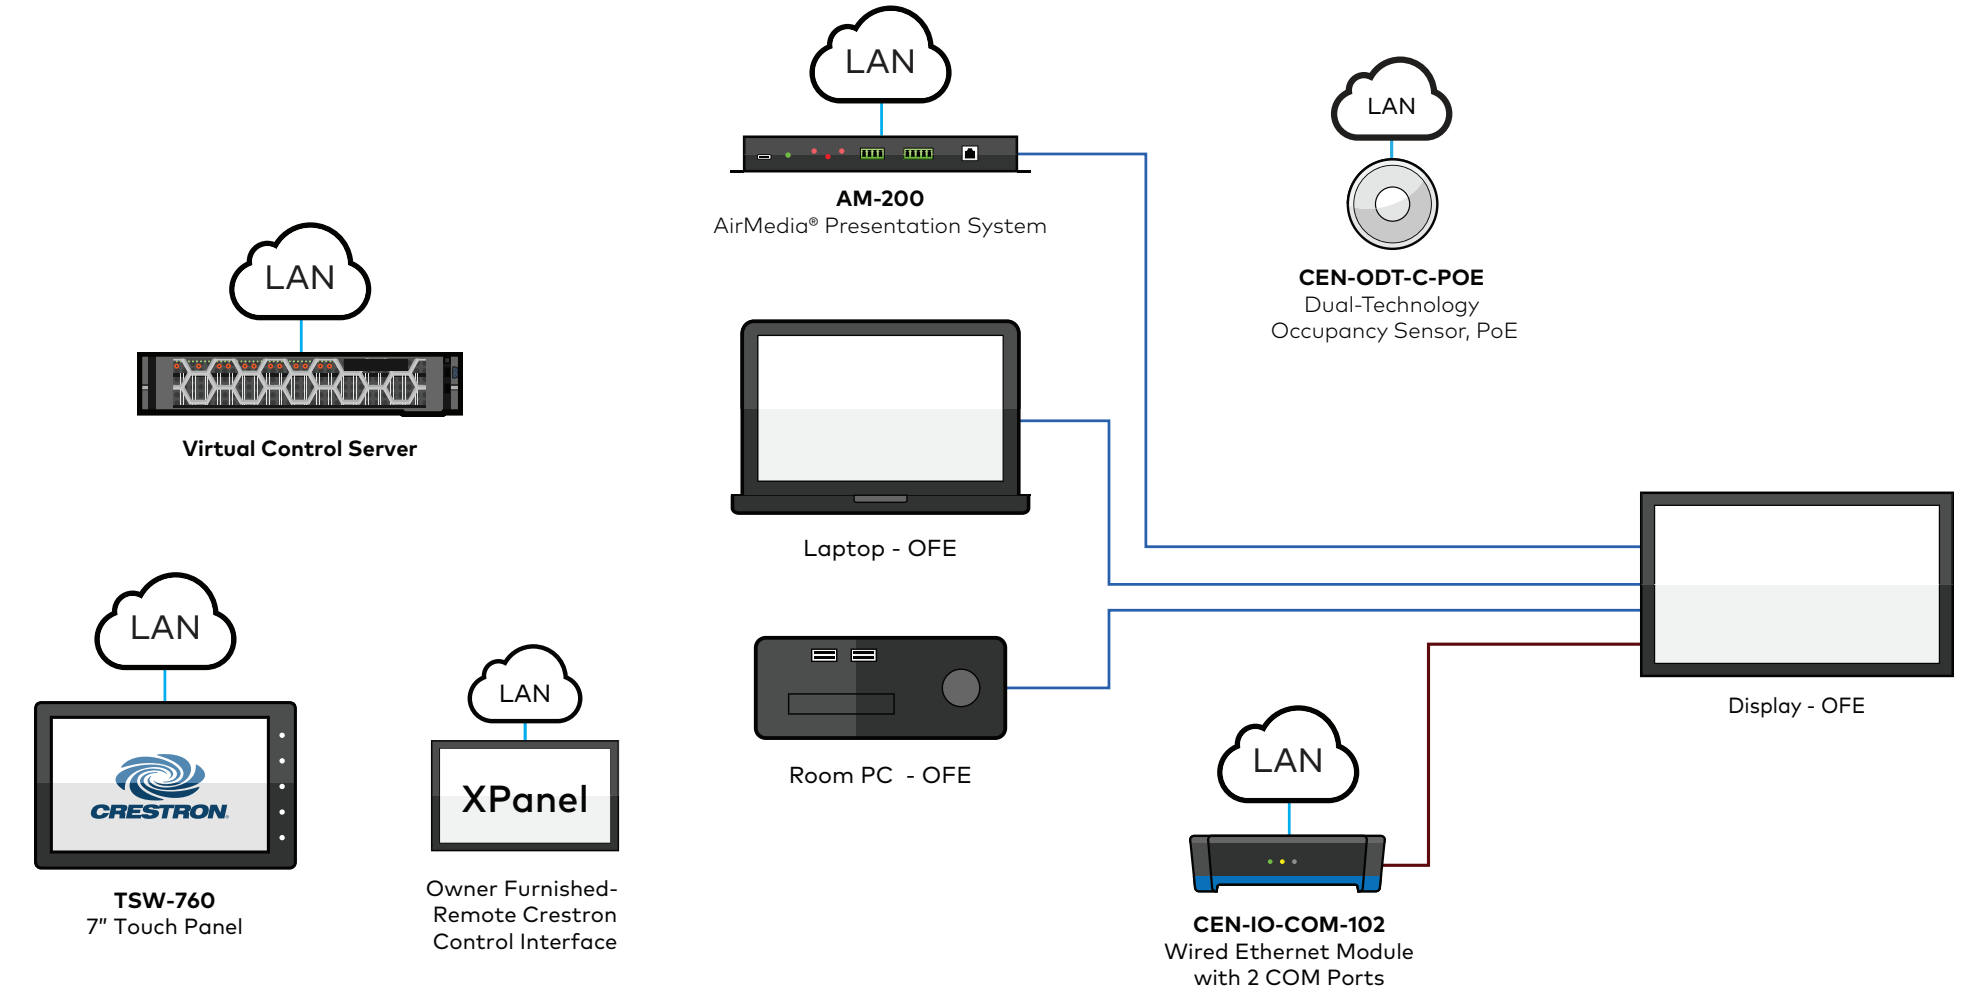 LAN
AM-200
AirMedia® Presentation System
LAN
CEN-ODT-C-POE
Dual-Technology
Occupancy Sensor, PoE
LAN
Virtual Control Server
Laptop - OFE
LAN
CRESTRON
TSW-760
7" Touch Panel
LAN
XPanel
Owner Furnished-
Remote Crestron
Control Interface
Room PC - OFE
LAN
CEN-IO-COM-102
Wired Ethernet Module
with 2 COM Ports
Display - OFE